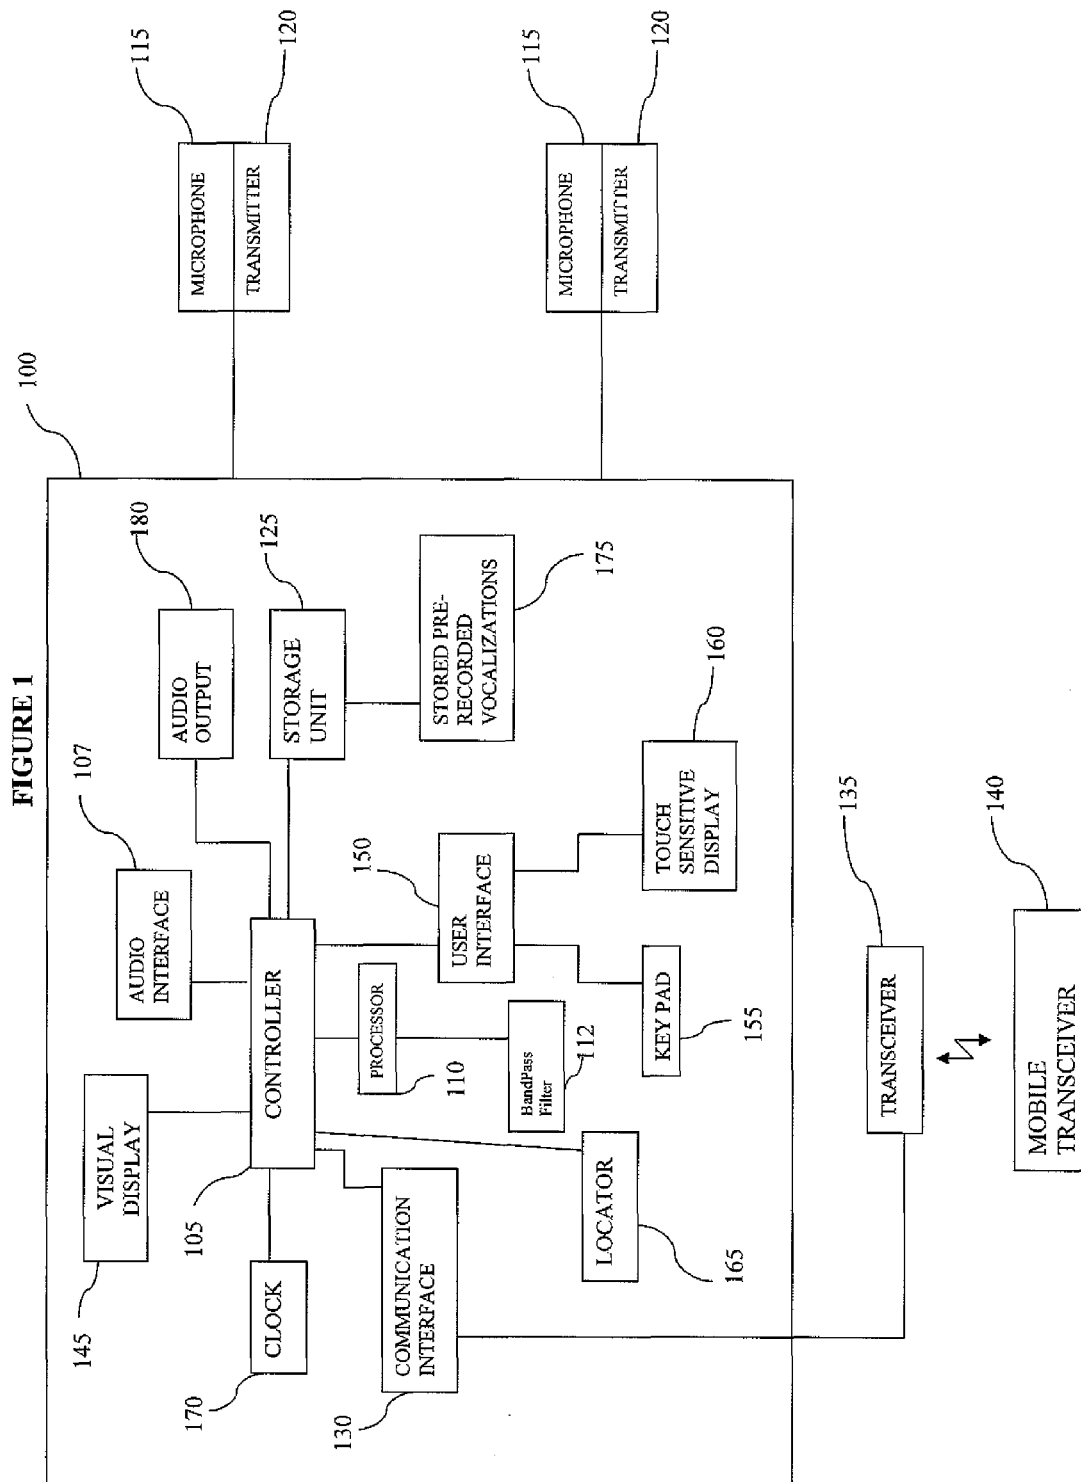 FIGURE 1
100
VISUAL
DISPLAY
145
AUDIO
INTERFACE
107
AUDIO
OUTPUT
180
MICROPHONE
115
TRANSMITTER
120
CLOCK
170
CONTROLLER
105
STORAGE
UNIT
125
COMMUNICATION
INTERFACE
130
PROCESSOR
110
USER
INTERFACE
150
STORED PRE-
RECORDED
VOCALIZATIONS
175
BandPass
Filter
112
LOCATOR
165
KEY PAD
155
TOUCH
SENSITIVE
DISPLAY
160
MICROPHONE
115
TRANSMITTER
120
TRANSCEIVER
135
MOBILE
TRANSCEIVER
140